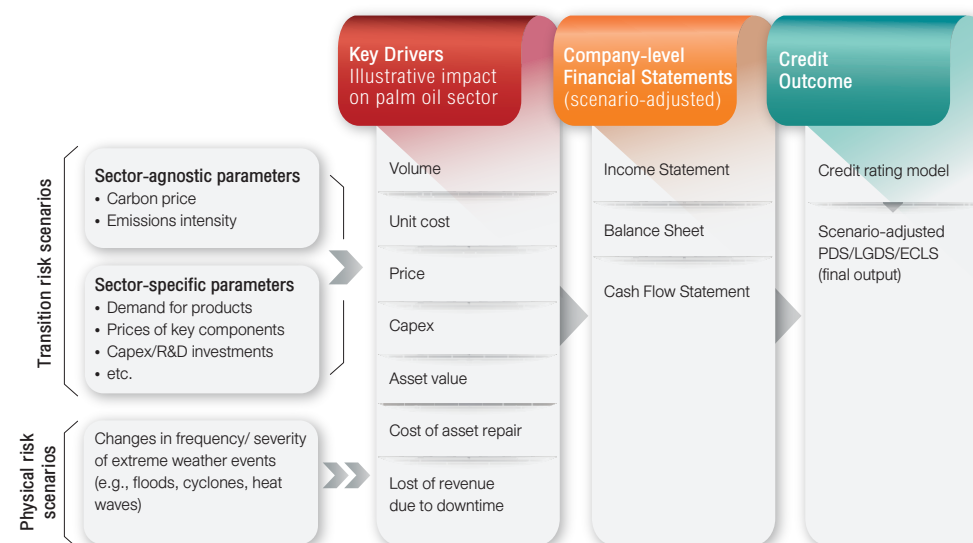 Key Drivers
Illustrative impact
on palm oil sector
Company-level
Financial Statements
(scenario-adjusted)
Credit
Outcome
Transition risk scenarios
Sector-agnostic parameters
• Carbon price
• Emissions intensity
Sector-specific parameters
• Demand for products
• Prices of key components
• Capex/R&D investments
• etc.
Physical risk
scenarios
Changes in frequency/ severity
of extreme weather events
(e.g., floods, cyclones, heat
waves)
Volume
Unit cost
Price
Capex
Asset value
Cost of asset repair
Lost of revenue
due to downtime
Income Statement
Balance Sheet
Cash Flow Statement
Credit rating model
Scenario-adjusted
PDS/LGDS/ECLS
(final output)